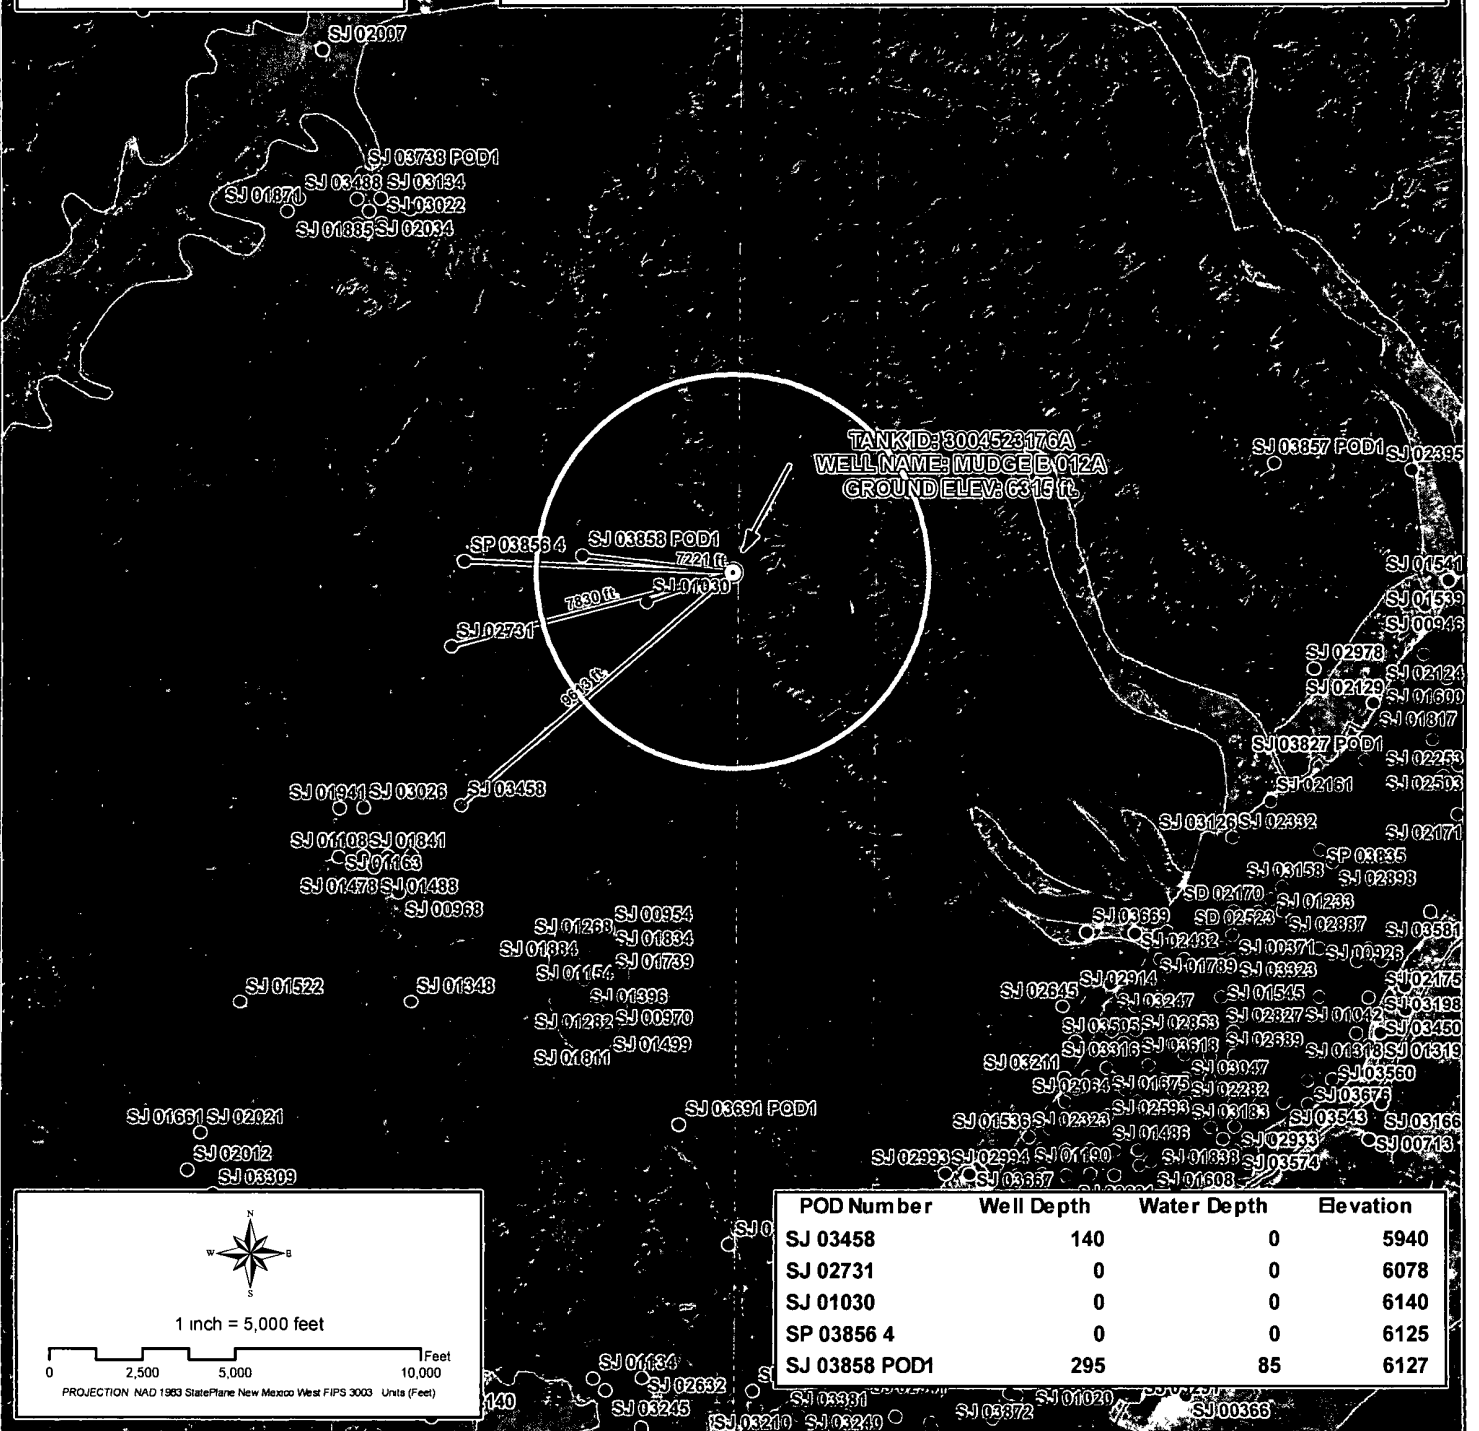 SJ 02007
SJ 03738 POD1
SJ 03488 SJ 03134
SJ 01871
SJ 03022
SJ 01885 SJ 02034
TANK ID: 3004523176A
WELL NAME: MUDGE B 012A
GROUND ELEV: 6315 ft.
SJ 03857 POD1
SJ 02395
SP 03856 4
SJ 03858 POD1
7221 ft.
SJ 01030
7830 ft.
SJ 02731
SJ 01541
SJ 01539
SJ 00946
SJ 02978
SJ 02124
SJ 02129
SJ 01817
SJ 03827 POD1
SJ 02253
SJ 02161
SJ 02503
SJ 01941 SJ 03026
SJ 03458
SJ 03126 SJ 02332
SJ 02171
SJ 01108 SJ 01841
SJ 01163
SP 03835
SJ 03158
SJ 02898
SJ 01478 SJ 01488
SD 02170
SJ 01233
SJ 00968
SJ 00954
SJ 01268
SJ 03669
SD 02523
SJ 02887
SJ 03581
SJ 01834
SJ 01884
SJ 02482
SJ 00371
SJ 00926
SJ 01739
SJ 01154
SJ 01789
SJ 03323
SJ 02914
SJ 02175
SJ 01522
SJ 01348
SJ 01396
SJ 02645
SJ 03247
SJ 01545
SJ 03198
SJ 01282 SJ 00970
SJ 03505 SJ 02853
SJ 02827 SJ 01042
SJ 03450
SJ 01811
SJ 01499
SJ 03316 SJ 03618
SJ 02689
SJ 01318 SJ 01319
SJ 03211
SJ 03047
SJ 03560
SJ 02064 SJ 01675 SJ 02282
SJ 03676
SJ 01661 SJ 02021
SJ 03691 POD1
SJ 01536 SJ 02323
SJ 02593 SJ 03183
SJ 03543
SJ 03166
SJ 01486
SJ 02933
SJ 00713
SJ 02012
SJ 02993 SJ 02994 SJ 01190
SJ 01838 SJ 03574
SJ 03309
SJ 03667
SJ 01608
N
W E
S
1 inch = 5,000 feet
Feet
0 2,500 5,000 10,000
PROJECTION NAD 1983 StatePlane New Mexico West FIPS 3003 Units (Feet)
POD Number Well Depth Water Depth Elevation
SJ 03458 140 0 5940
SJ 02731 0 0 6078
SJ 01030 0 0 6140
SP 03856 4 0 0 6125
SJ 03858 POD1 295 85 6127
SJ 01134
SJ 02632
140
SJ 03245
SJ 03381
SJ 03210 SJ 03240
SJ 03872
SJ 01020
SJ 00366